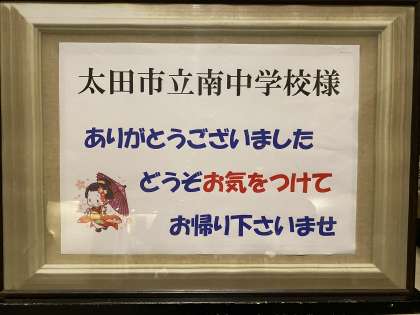 太田市立南中学校様
ありがとうございました
どうぞお気をつけて
お帰り下さいませ